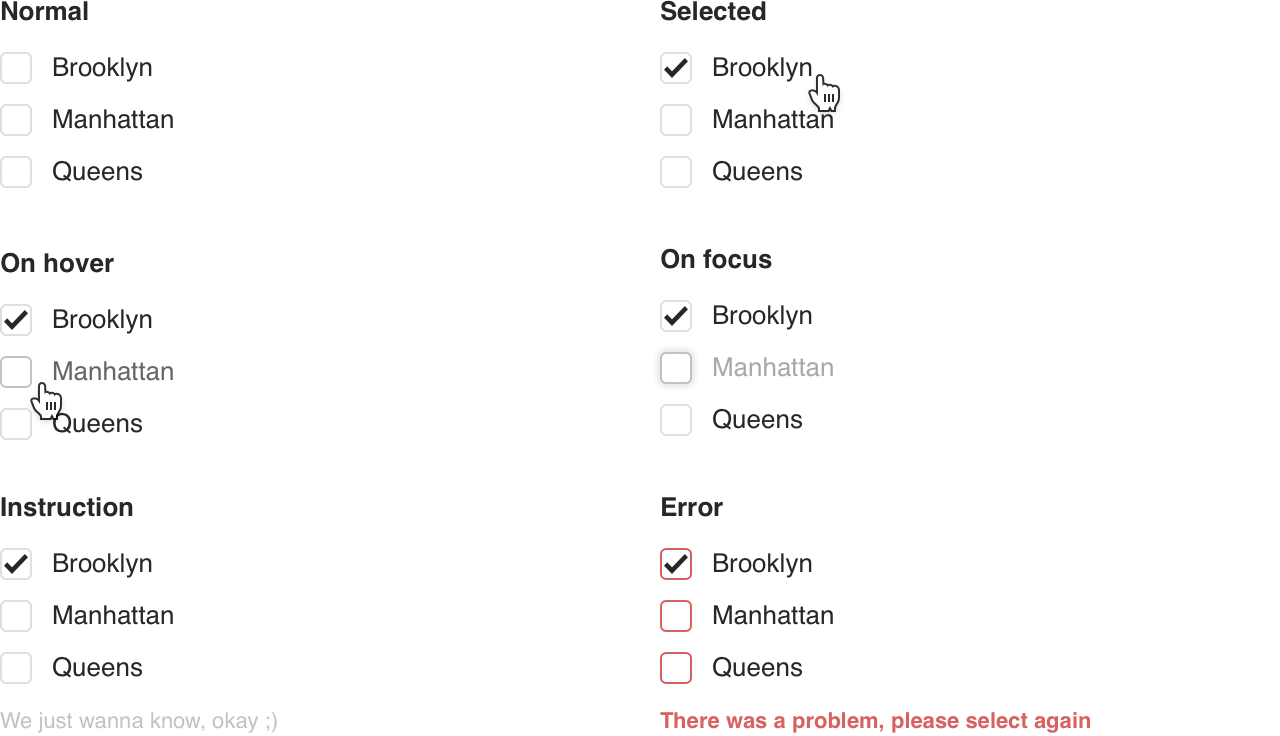 Normal
Brooklyn
Manhattan
Queens
Selected
Brooklyn
Manhattan
Queens
On hover
Brooklyn
Manhattan
Queens
On focus
Brooklyn
Manhattan
Queens
Instruction
Brooklyn
Manhattan
Queens
We just wanna know, okay ;)
Error
Brooklyn
Manhattan
Queens
There was a problem, please select again